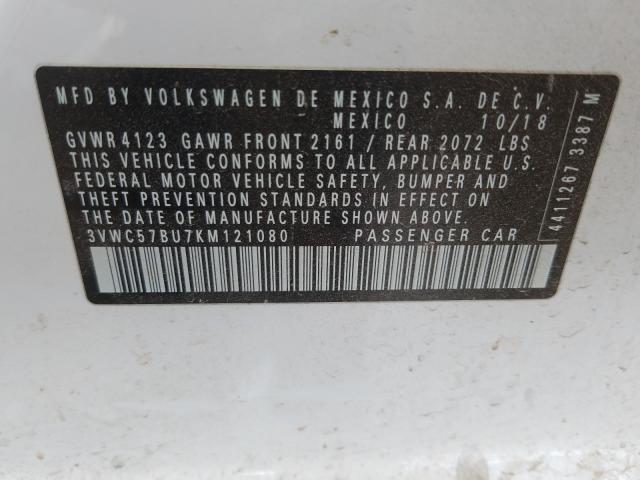 MFD BY VOLKSWAGEN DE MEXICO S.A. DE C.V.
MEXICO 10/18
GVWR 4123 GAWR FRONT 2161 / REAR 2072 LBS
THIS VEHICLE CONFORMS TO ALL APPLICABLE U.S.
FEDERAL MOTOR VEHICLE SAFETY, BUMPER AND
THEFT PREVENTION STANDARDS IN EFFECT ON THE
DATE OF MANUFACTURE SHOWN ABOVE.
3VWC57BU7KM121080 PASSENGER CAR
4411267 3387 M